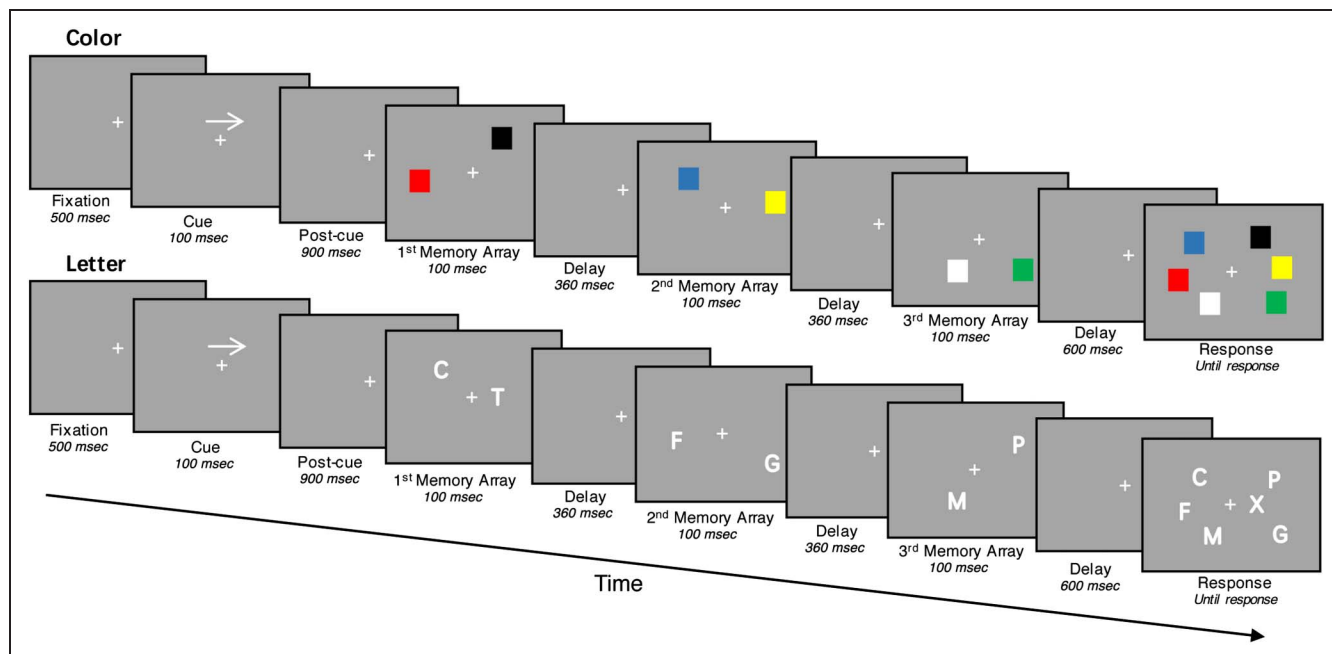 Color
Fixation
500 msec
Cue
100 msec
Post-cue
900 msec
1st Memory Array
100 msec
Delay
360 msec
2nd Memory Array
100 msec
Delay
360 msec
3rd Memory Array
100 msec
Delay
600 msec
Response
Until response
Letter
Fixation
500 msec
Cue
100 msec
Post-cue
900 msec
C
T
1st Memory Array
100 msec
Delay
360 msec
F
G
2nd Memory Array
100 msec
Delay
360 msec
P
M
3rd Memory Array
100 msec
Delay
600 msec
C P
F X
M G
Response
Until response
Time